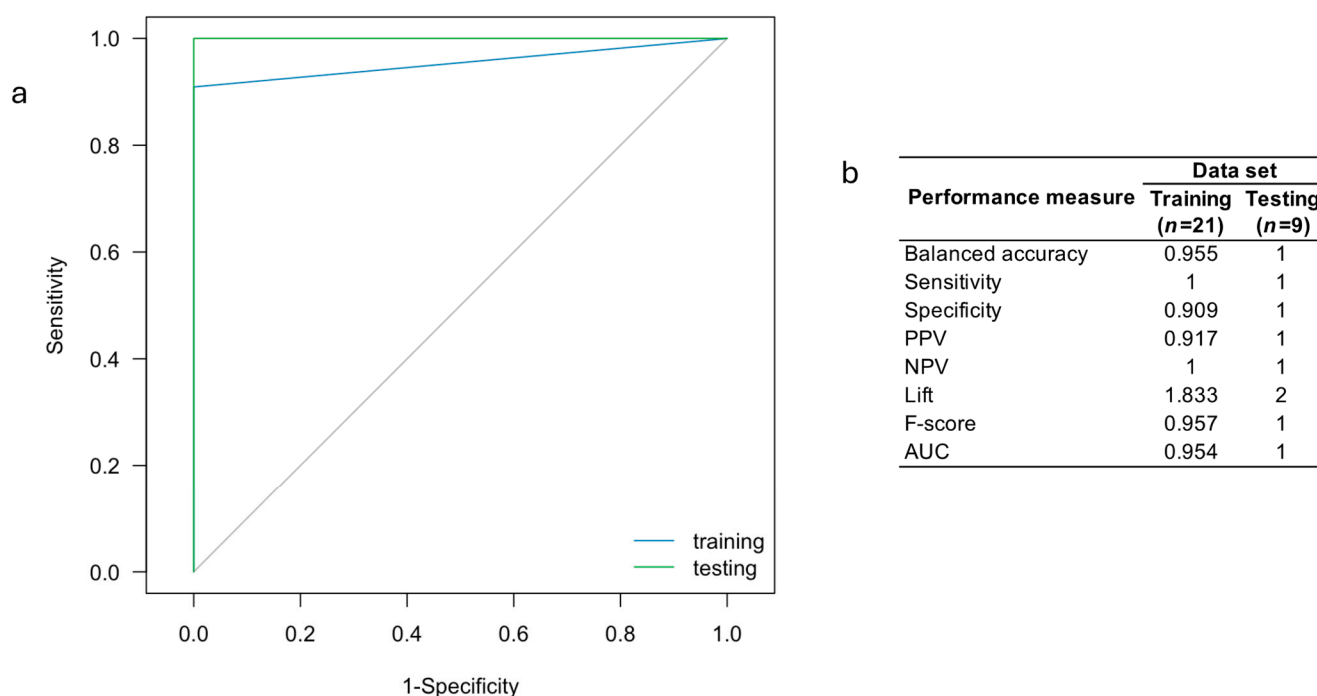 a
1.0
0.8
0.6
0.4
0.2
0.0
Sensitivity
training
testing
0.0 0.2 0.4 0.6 0.8 1.0
1-Specificity
b
Data set
Performance measure Training Testing
(n=21) (n=9)
Balanced accuracy 0.955 1
Sensitivity 1 1
Specificity 0.909 1
PPV 0.917 1
NPV 1 1
Lift 1.833 2
F-score 0.957 1
AUC 0.954 1